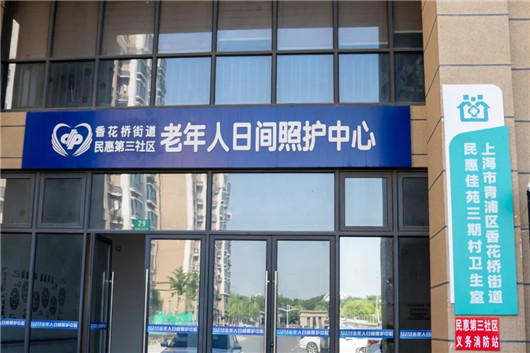 香花桥街道
民惠第三社区
老年人日间照护中心
29
上海市青浦区香花桥街道
民惠佳苑三期村卫生室
民惠第三社区
义务消防站